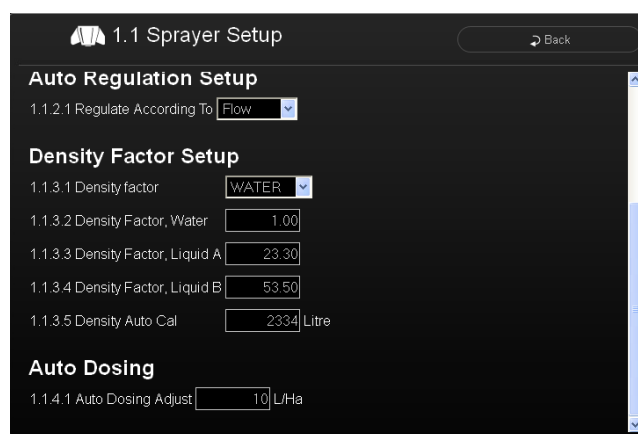 1.1 Sprayer Setup
Back
Auto Regulation Setup
1.1.2.1 Regulate According To Flow
Density Factor Setup
1.1.3.1 Density factor WATER
1.1.3.2 Density Factor, Water 1.00
1.1.3.3 Density Factor, Liquid A 23.30
1.1.3.4 Density Factor, Liquid B 53.50
1.1.3.5 Density Auto Cal 2334 Litre
Auto Dosing
1.1.4.1 Auto Dosing Adjust 10 L/Ha